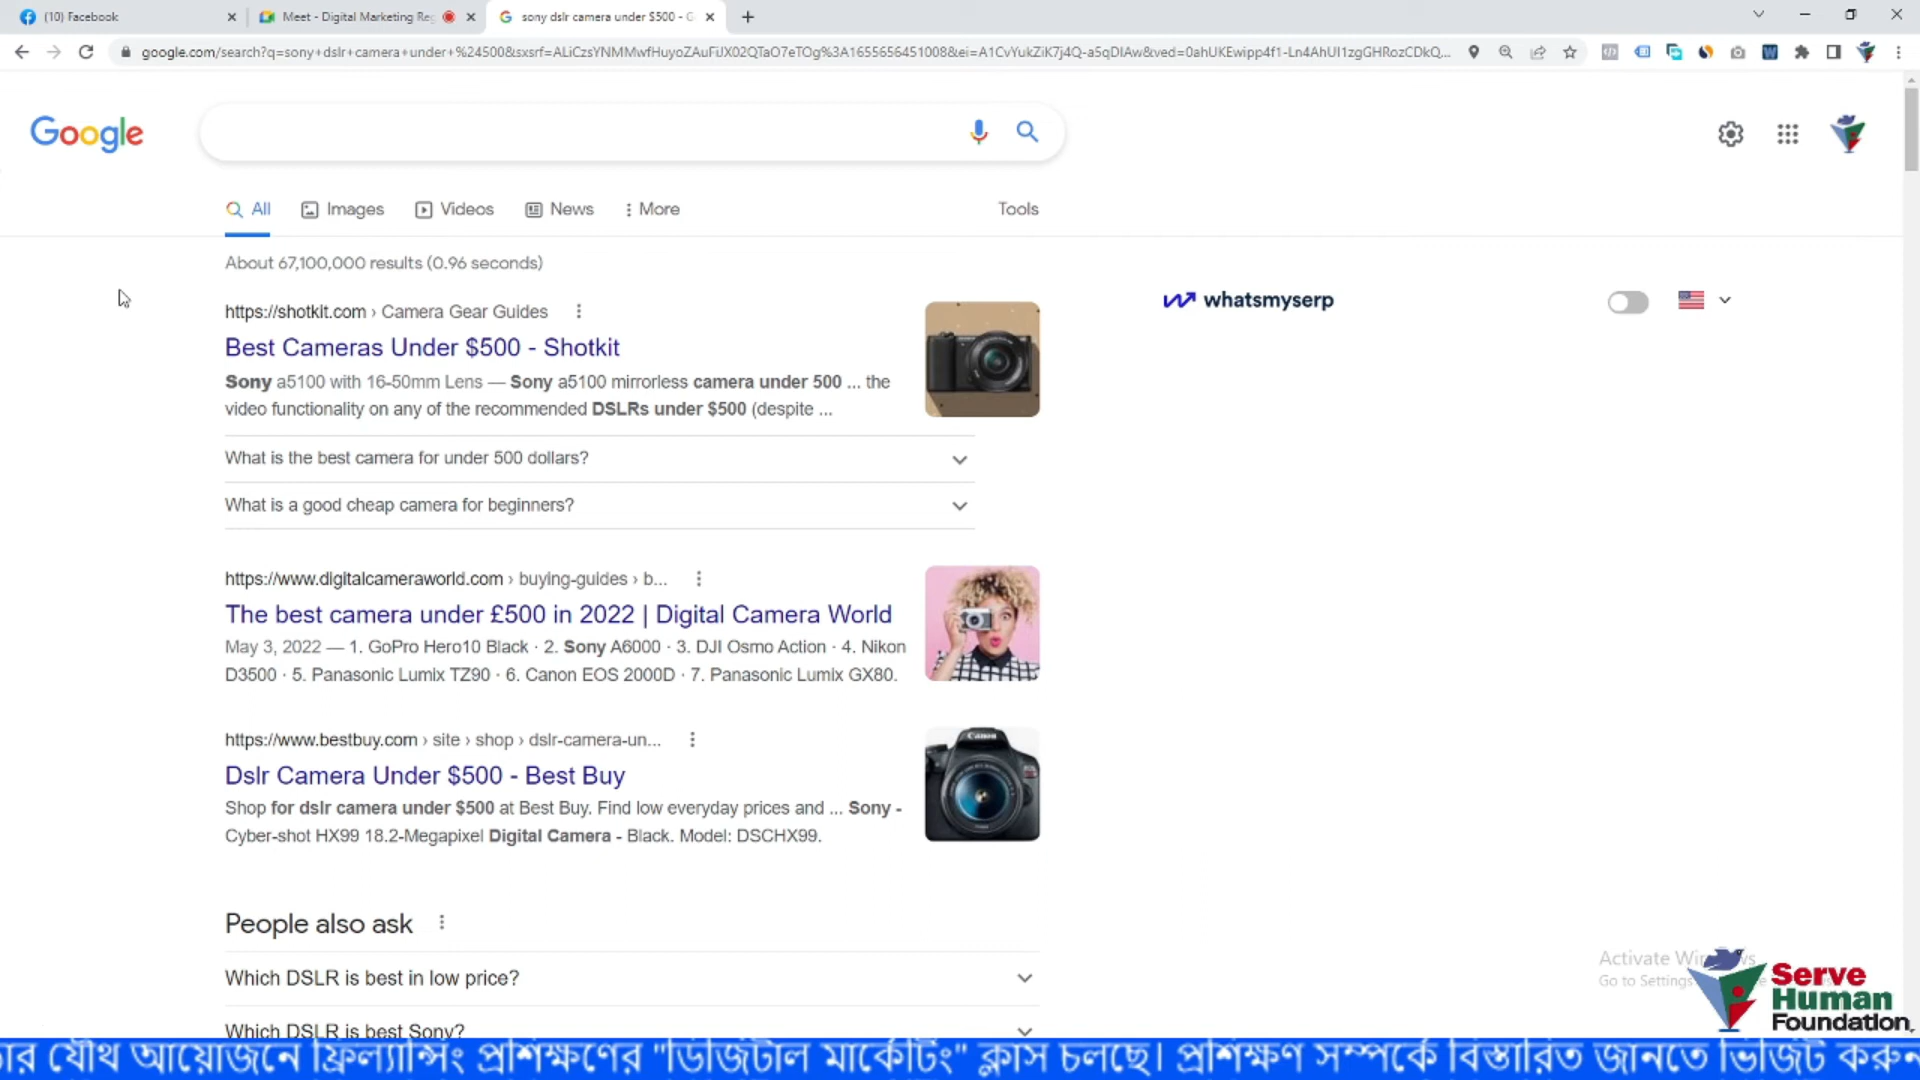 (10) Facebook
Meet - Digital Marketing Reg
sony dslr camera under $500 - G
google.com/search?q=sony+dslr+camera+under+%24500&sxsrf=ALiCzsYNMMwfHuyoZAuFiJX02QTaO7eTOg%3A1655656451008&ei=A1CvYukZiK7j4Q-a5qDIAw&ved=0ahUKEwipp4f1-Ln4AhUI1zgGHRozCDkQ...
Google
All
Images
Videos
News
More
Tools
About 67,100,000 results (0.96 seconds)
https://shotkit.com › Camera Gear Guides
Best Cameras Under $500 - Shotkit
Sony a5100 with 16-50mm Lens — Sony a5100 mirrorless camera under 500 ... the
video functionality on any of the recommended DSLRs under $500 (despite ...
What is the best camera for under 500 dollars?
What is a good cheap camera for beginners?
whatsmyserp
https://www.digitalcameraworld.com › buying-guides › b...
The best camera under £500 in 2022 | Digital Camera World
May 3, 2022 — 1. GoPro Hero10 Black · 2. Sony A6000 · 3. DJI Osmo Action · 4. Nikon
D3500 · 5. Panasonic Lumix TZ90 · 6. Canon EOS 2000D · 7. Panasonic Lumix GX80.
https://www.bestbuy.com › site › shop › dslr-camera-un...
Dslr Camera Under $500 - Best Buy
Shop for dslr camera under $500 at Best Buy. Find low everyday prices and ... Sony -
Cyber-shot HX99 18.2-Megapixel Digital Camera - Black. Model: DSCHX99.
Canon
People also ask
Which DSLR is best in low price?
Which DSLR is best Sony?
Activate
Go to Settings
Serve
Human
Foundation
যৌথ আয়োজনে ফ্রিল্যান্সিং প্রশিক্ষণের "ডিজিটাল মার্কেটিং" ক্লাস চলছে। প্রশিক্ষণ সম্পর্কে বিস্তারিত জানতে ভিজিট করুন